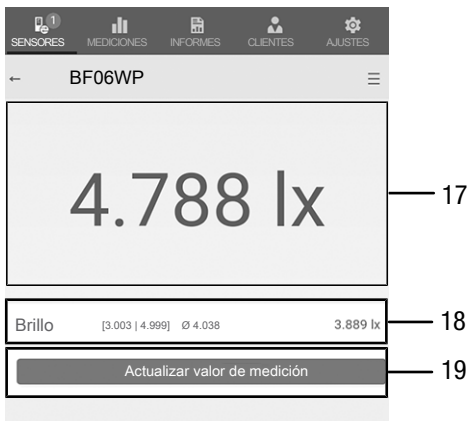 1
SENSORES MEDICIONES INFORMES CLIENTES AJUSTES
← BF06WP ☰
4.788 lx
17
Brillo [3.003 | 4.999] Ø 4.038 3.889 lx
18
Actualizar valor de medición
19